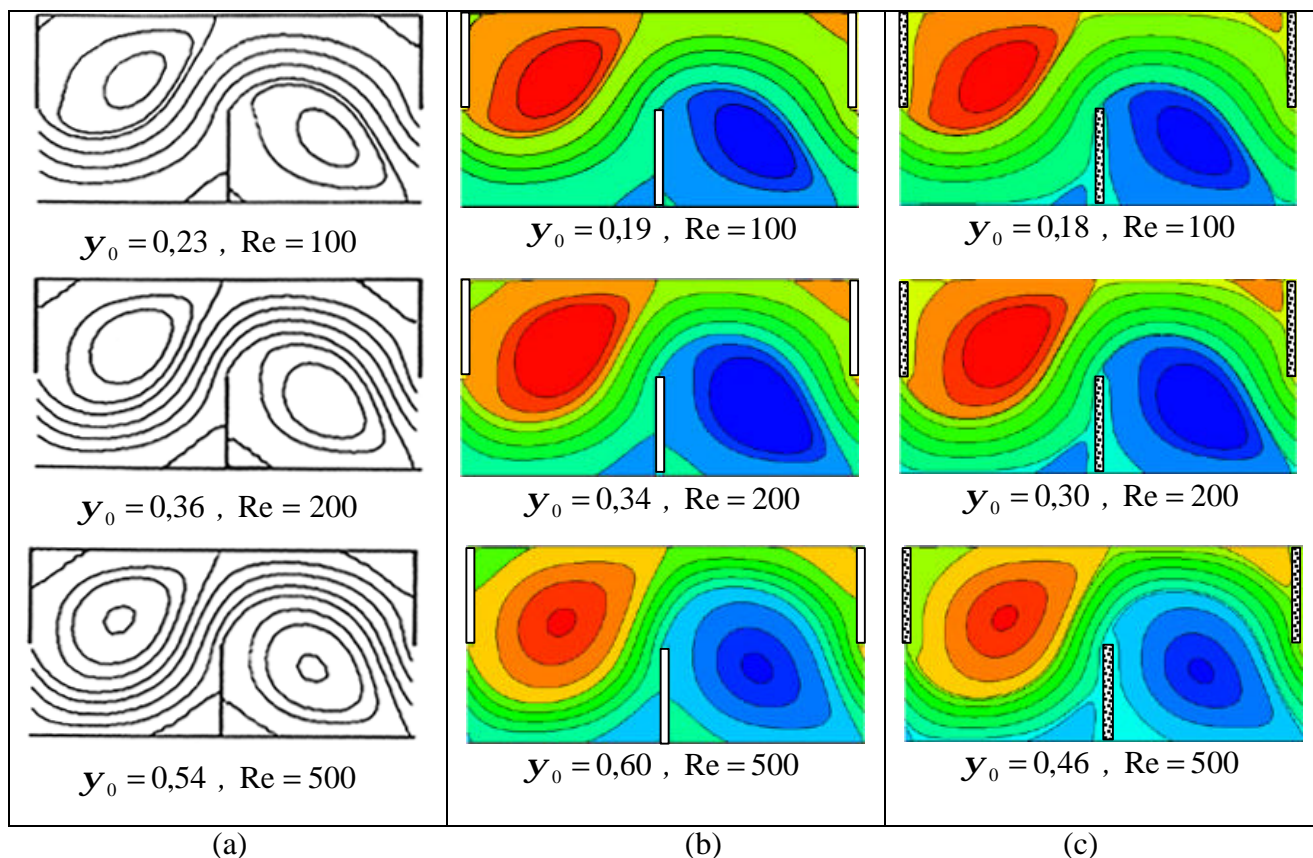 y₀ = 0,23 , Re = 100
y₀ = 0,19 , Re = 100
y₀ = 0,18 , Re = 100
y₀ = 0,36 , Re = 200
y₀ = 0,34 , Re = 200
y₀ = 0,30 , Re = 200
y₀ = 0,54 , Re = 500
y₀ = 0,60 , Re = 500
y₀ = 0,46 , Re = 500
(a)
(b)
(c)